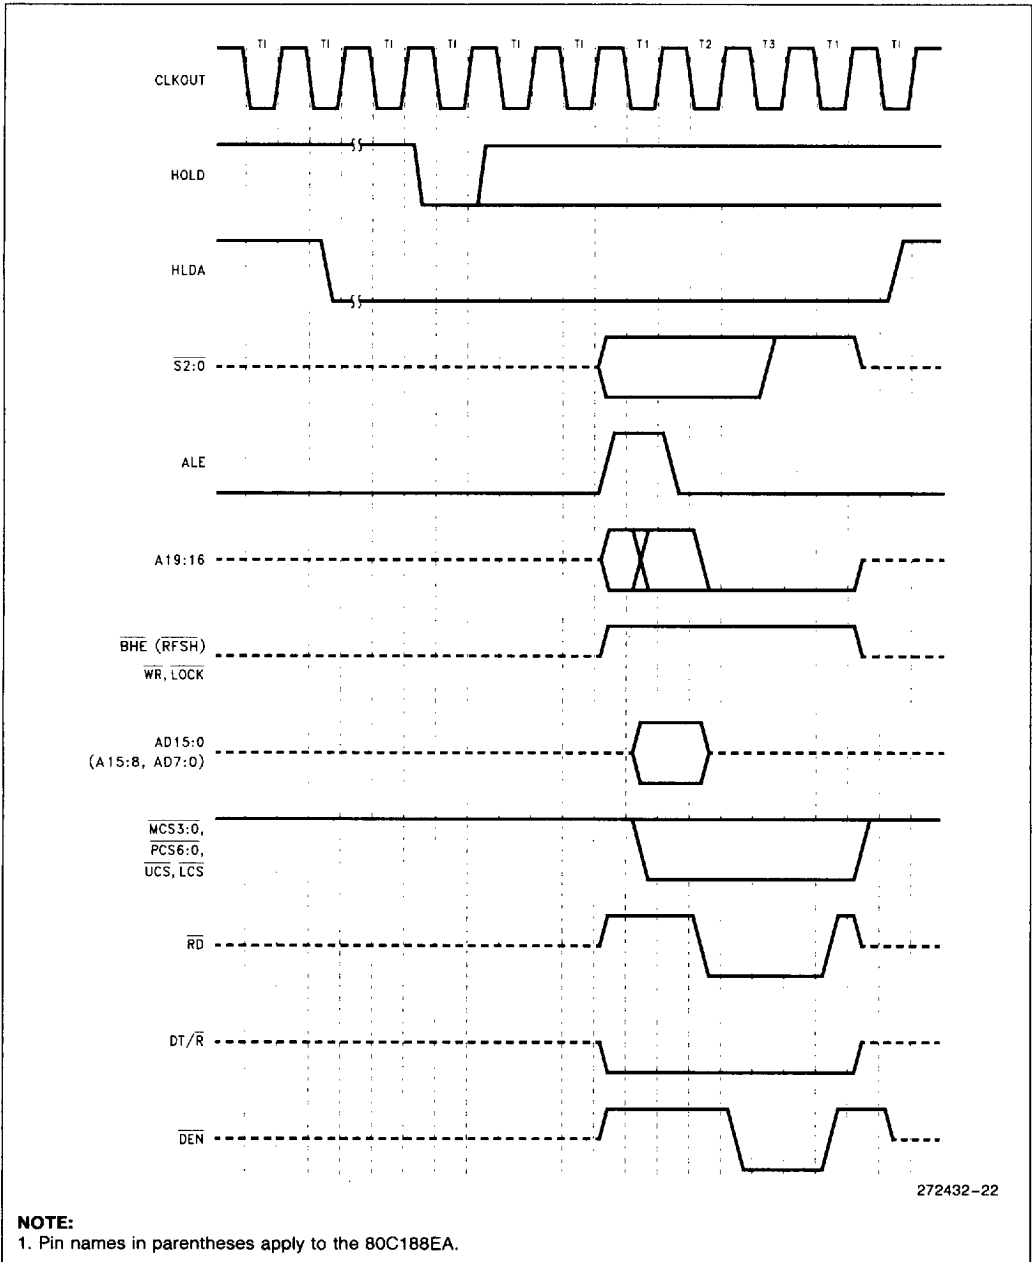 TI TI TI TI TI TI T1 T2 T3 T1 TI
CLKOUT
HOLD
HLDA
S2:0
ALE
A19:16
BHE (RFSH)
WR, LOCK
AD15:0
(A15:8, AD7:0)
MCS3:0,
PCS6:0,
UCS, LCS
RD
DT/R
DEN
272432-22
NOTE:
1. Pin names in parentheses apply to the 80C188EA.